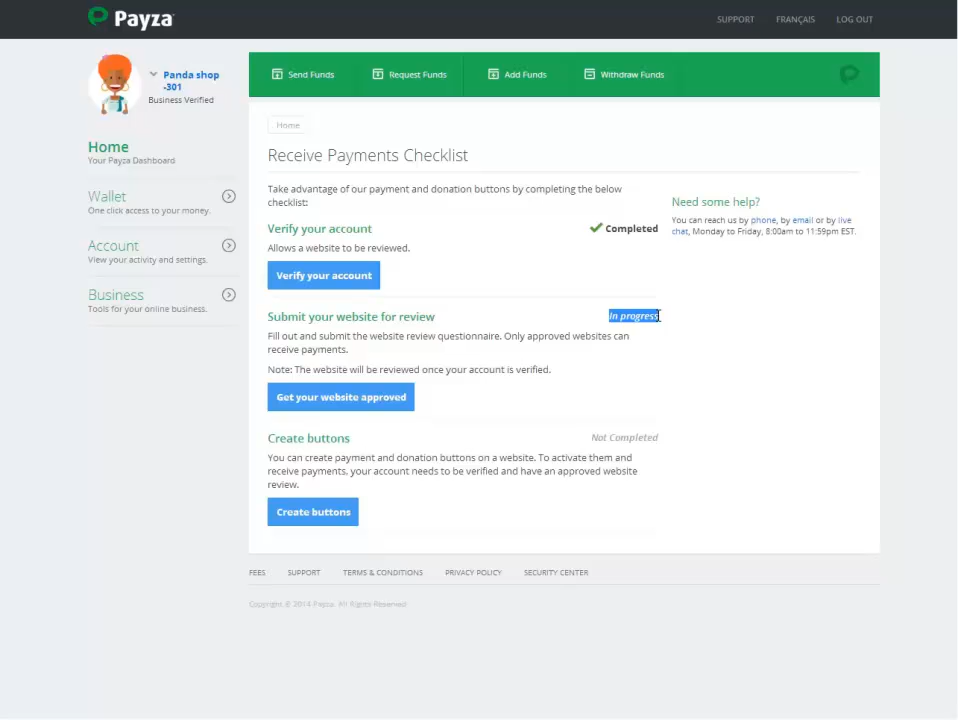 Payza
SUPPORT FRANÇAIS LOG OUT
Panda shop
-301
Business Verified
Send Funds Request Funds Add Funds Withdraw Funds
Home
Your Payza Dashboard
Wallet
One click access to your money.
Account
View your activity and settings.
Business
Tools for your online business.
Home
Receive Payments Checklist
Take advantage of our payment and donation buttons by completing the below
checklist:
Verify your account
Completed
Allows a website to be reviewed.
Verify your account
Submit your website for review
In progress
Fill out and submit the website review questionnaire. Only approved websites can
receive payments.
Note: The website will be reviewed once your account is verified.
Get your website approved
Create buttons
Not Completed
You can create payment and donation buttons on a website. To activate them and
receive payments, your account needs to be verified and have an approved website
review.
Create buttons
Need some help?
You can reach us by phone, by email or by live
chat, Monday to Friday, 8:00am to 11:59pm EST.
FEES SUPPORT TERMS & CONDITIONS PRIVACY POLICY SECURITY CENTER
Copyright © 2014 Payza. All Rights Reserved